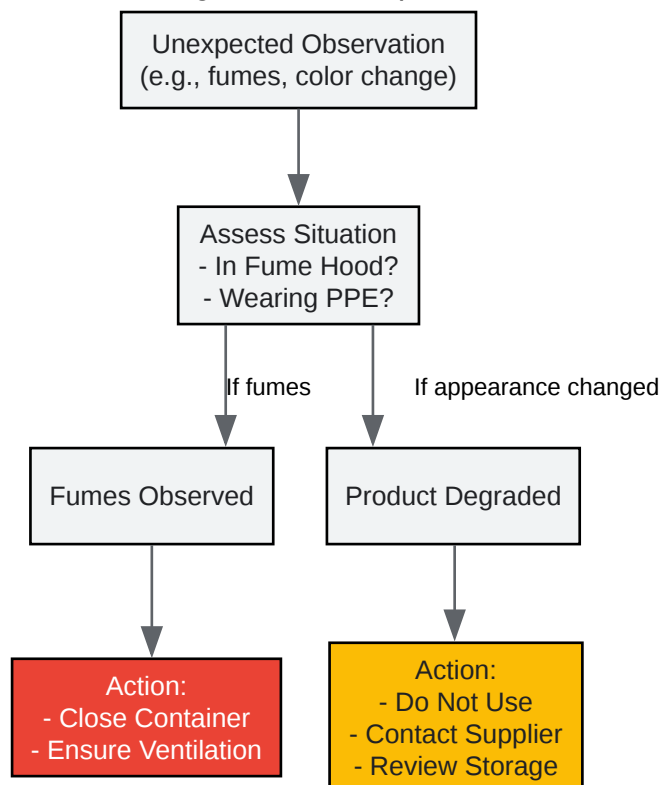 Unexpected Observation
(e.g., fumes, color change)
Assess Situation
- In Fume Hood?
- Wearing PPE?
If fumes
If appearance changed
Fumes Observed
Product Degraded
Action:
- Close Container
- Ensure Ventilation
Action:
- Do Not Use
- Contact Supplier
- Review Storage